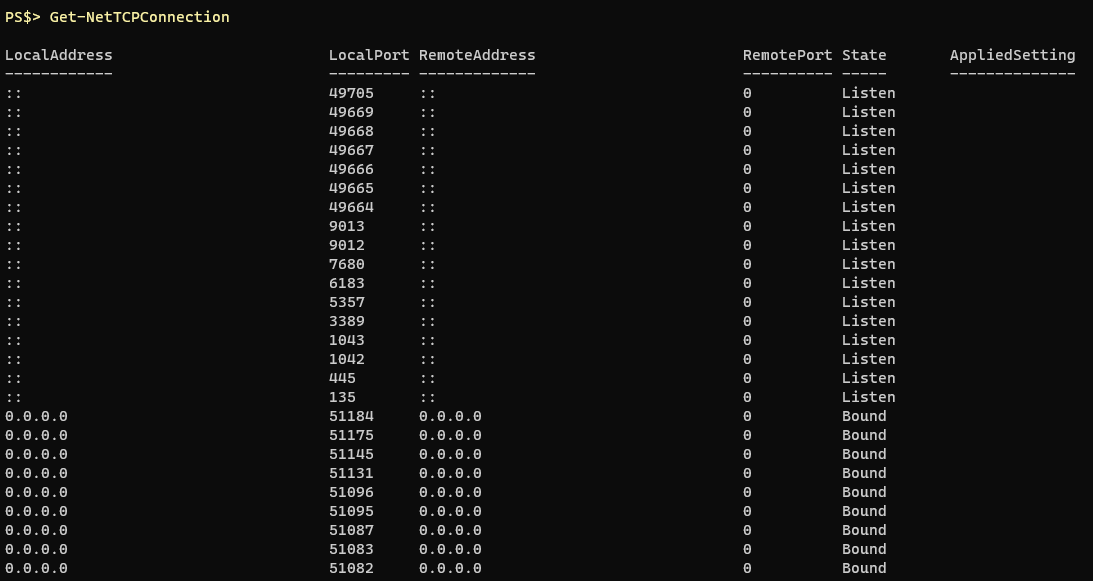 PS$> Get-NetTCPConnection
LocalAddress LocalPort RemoteAddress RemotePort State AppliedSetting
------------ --------- ------------- ---------- ----- --------------
:: 49705 :: 0 Listen
:: 49669 :: 0 Listen
:: 49668 :: 0 Listen
:: 49667 :: 0 Listen
:: 49666 :: 0 Listen
:: 49665 :: 0 Listen
:: 49664 :: 0 Listen
:: 9013 :: 0 Listen
:: 9012 :: 0 Listen
:: 7680 :: 0 Listen
:: 6183 :: 0 Listen
:: 5357 :: 0 Listen
:: 3389 :: 0 Listen
:: 1043 :: 0 Listen
:: 1042 :: 0 Listen
:: 445 :: 0 Listen
:: 135 :: 0 Listen
0.0.0.0 51184 0.0.0.0 0 Bound
0.0.0.0 51175 0.0.0.0 0 Bound
0.0.0.0 51145 0.0.0.0 0 Bound
0.0.0.0 51131 0.0.0.0 0 Bound
0.0.0.0 51096 0.0.0.0 0 Bound
0.0.0.0 51095 0.0.0.0 0 Bound
0.0.0.0 51087 0.0.0.0 0 Bound
0.0.0.0 51083 0.0.0.0 0 Bound
0.0.0.0 51082 0.0.0.0 0 Bound